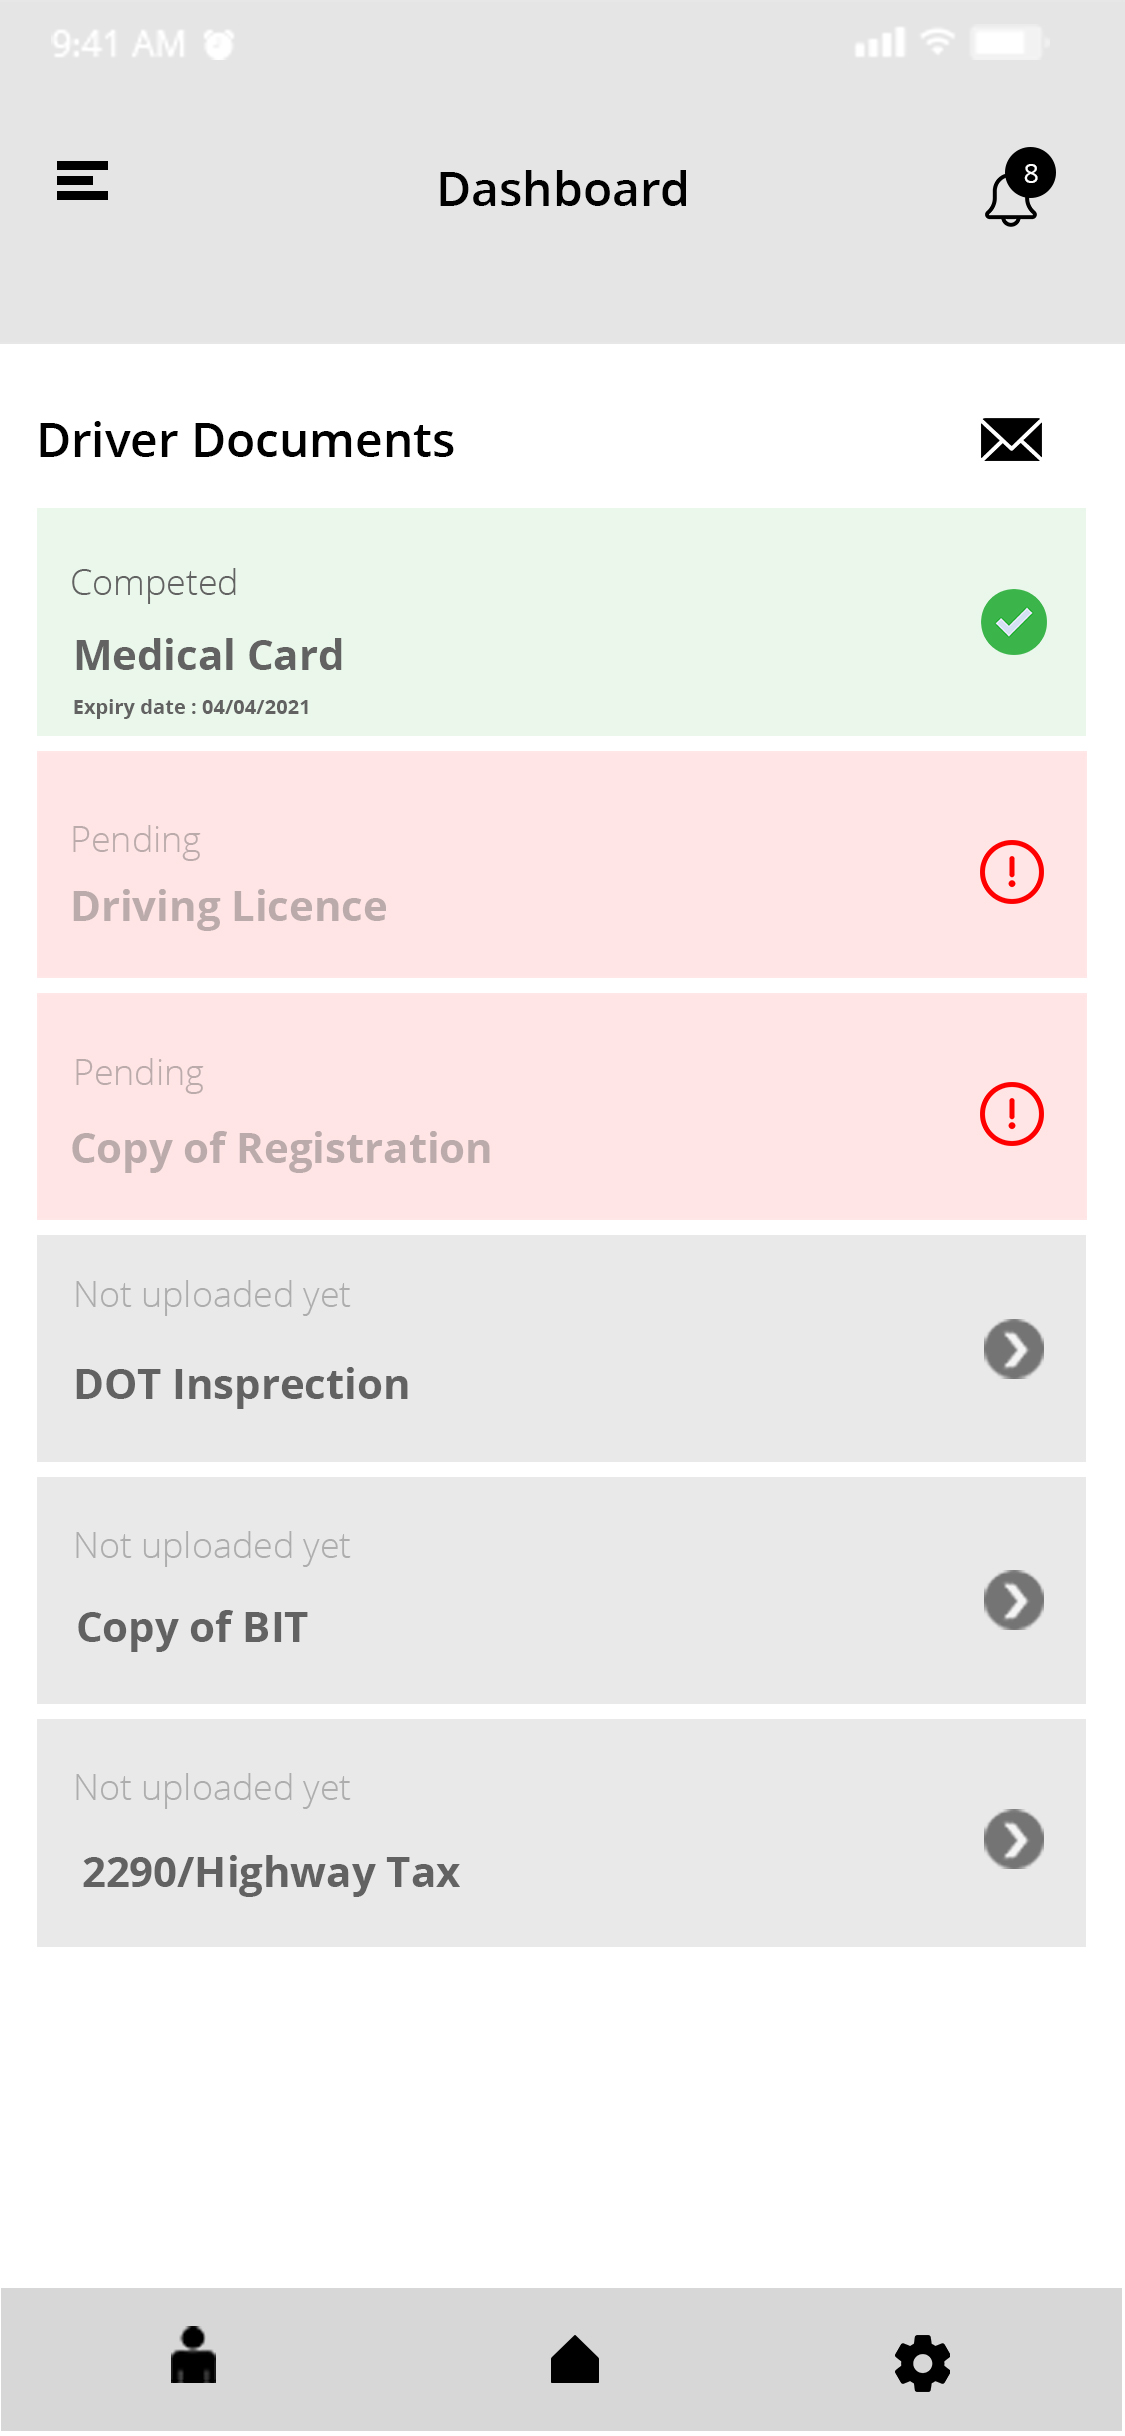 9:41 AM
Dashboard
8
Driver Documents
Competed
Medical Card
Expiry date : 04/04/2021
Pending
Driving Licence
Pending
Copy of Registration
Not uploaded yet
DOT Insprection
Not uploaded yet
Copy of BIT
Not uploaded yet
2290/Highway Tax